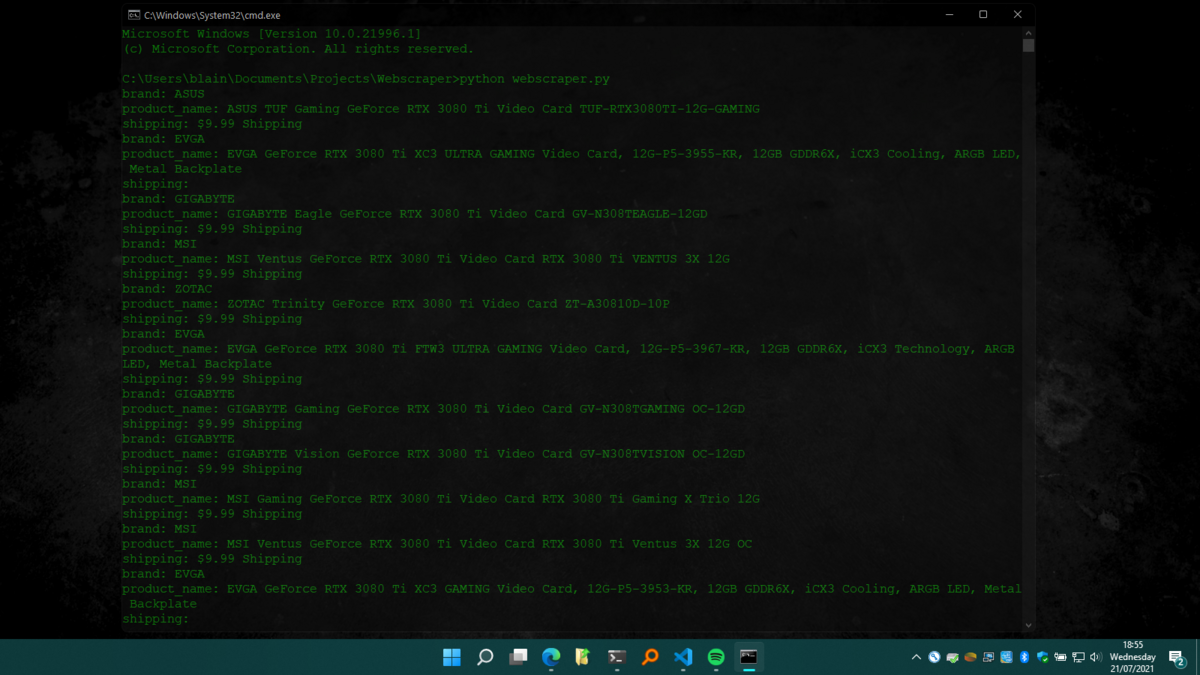 C:\Windows\System32\cmd.exe
Microsoft Windows [Version 10.0.21996.1]
(c) Microsoft Corporation. All rights reserved.
C:\Users\blain\Documents\Projects\Webscraper>python webscraper.py
brand: ASUS
product_name: ASUS TUF Gaming GeForce RTX 3080 Ti Video Card TUF-RTX3080TI-12G-GAMING
shipping: $9.99 Shipping
brand: EVGA
product_name: EVGA GeForce RTX 3080 Ti XC3 ULTRA GAMING Video Card, 12G-P5-3955-KR, 12GB GDDR6X, iCX3 Cooling, ARGB LED,
Metal Backplate
shipping:
brand: GIGABYTE
product_name: GIGABYTE Eagle GeForce RTX 3080 Ti Video Card GV-N308TEAGLE-12GD
shipping: $9.99 Shipping
brand: MSI
product_name: MSI Ventus GeForce RTX 3080 Ti Video Card RTX 3080 Ti VENTUS 3X 12G
shipping: $9.99 Shipping
brand: ZOTAC
product_name: ZOTAC Trinity GeForce RTX 3080 Ti Video Card ZT-A30810D-10P
shipping: $9.99 Shipping
brand: EVGA
product_name: EVGA GeForce RTX 3080 Ti FTW3 ULTRA GAMING Video Card, 12G-P5-3967-KR, 12GB GDDR6X, iCX3 Technology, ARGB
LED, Metal Backplate
shipping: $9.99 Shipping
brand: GIGABYTE
product_name: GIGABYTE Gaming GeForce RTX 3080 Ti Video Card GV-N308TGAMING OC-12GD
shipping: $9.99 Shipping
brand: GIGABYTE
product_name: GIGABYTE Vision GeForce RTX 3080 Ti Video Card GV-N308TVISION OC-12GD
shipping: $9.99 Shipping
brand: MSI
product_name: MSI Gaming GeForce RTX 3080 Ti Video Card RTX 3080 Ti Gaming X Trio 12G
shipping: $9.99 Shipping
brand: MSI
product_name: MSI Ventus GeForce RTX 3080 Ti Video Card RTX 3080 Ti Ventus 3X 12G OC
shipping: $9.99 Shipping
brand: EVGA
product_name: EVGA GeForce RTX 3080 Ti XC3 GAMING Video Card, 12G-P5-3953-KR, 12GB GDDR6X, iCX3 Cooling, ARGB LED, Metal
Backplate
shipping:
18:55
Wednesday
21/07/2021
2